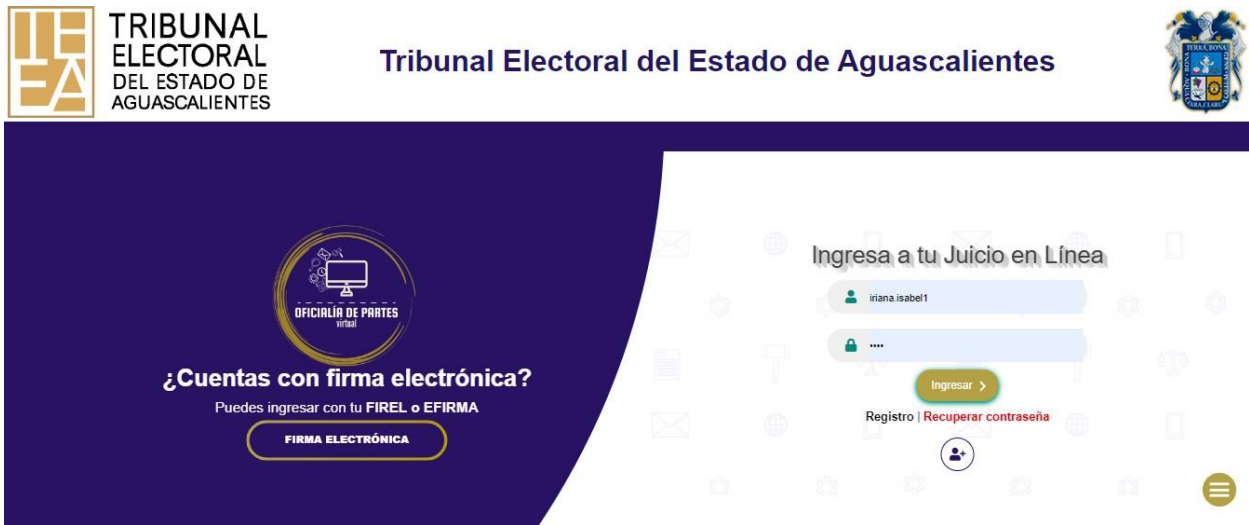 TRIBUNAL
ELECTORAL
DEL ESTADO DE
AGUASCALIENTES
Tribunal Electoral del Estado de Aguascalientes
OFICIALÍA DE PARTES
virtual
¿Cuentas con firma electrónica?
Puedes ingresar con tu FIREL o EFIRMA
FIRMA ELECTRÓNICA
Ingresa a tu Juicio en Línea
iriana.isabel1
••••
Ingresar >
Registro | Recuperar contraseña